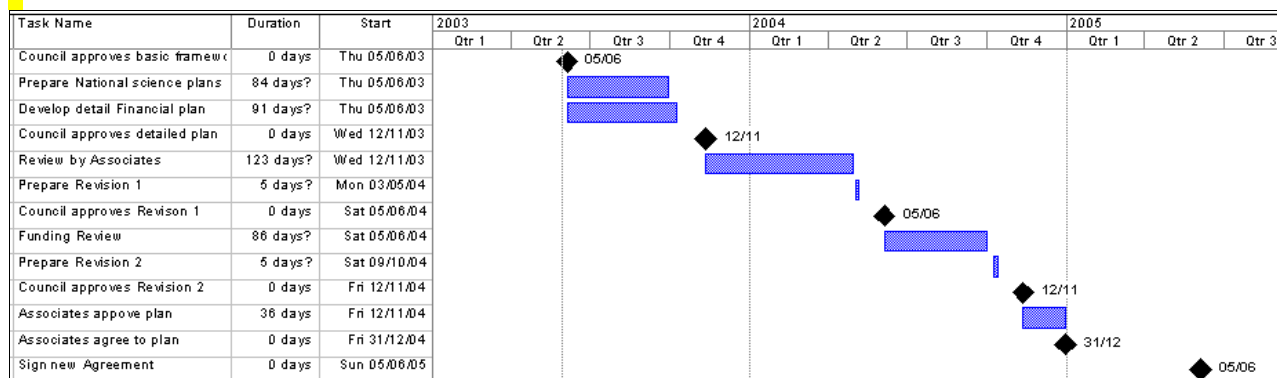 Task Name Duration Start 2003 2004 2005
Qtr 1 Qtr 2 Qtr 3 Qtr 4 Qtr 1 Qtr 2 Qtr 3 Qtr 4 Qtr 1 Qtr 2 Qtr 3
Council approves basic framew 0 days Thu 05/06/03 05/06
Prepare National science plans 84 days? Thu 05/06/03
Develop detail Financial plan 91 days? Thu 05/06/03
Council approves detailed plan 0 days Wed 12/11/03 12/11
Review by Associates 123 days? Wed 12/11/03
Prepare Revision 1 5 days? Mon 03/05/04
Council approves Revison 1 0 days Sat 05/06/04 05/06
Funding Review 86 days? Sat 05/06/04
Prepare Revision 2 5 days? Sat 09/10/04
Council approves Revision 2 0 days Fri 12/11/04 12/11
Associates appove plan 36 days Fri 12/11/04
Associates agree to plan 0 days Fri 31/12/04 31/12
Sign new Agreement 0 days Sun 05/06/05 05/06